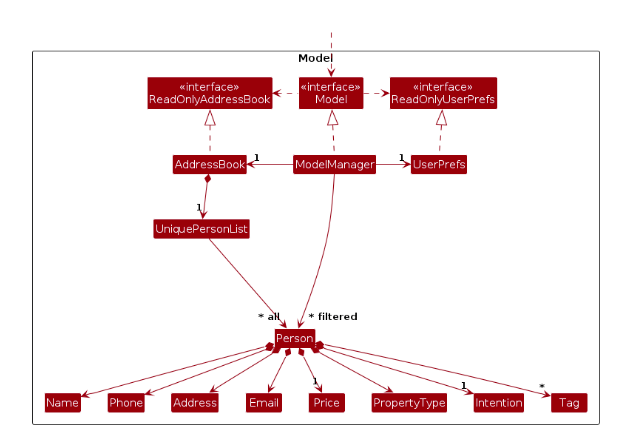 Model
«interface»
ReadOnlyAddressBook
«interface»
Model
«interface»
ReadOnlyUserPrefs
AddressBook
1
ModelManager
1
UserPrefs
1
UniquePersonList
* all
* filtered
Person
1
1
*
Name
Phone
Address
Email
Price
PropertyType
Intention
Tag